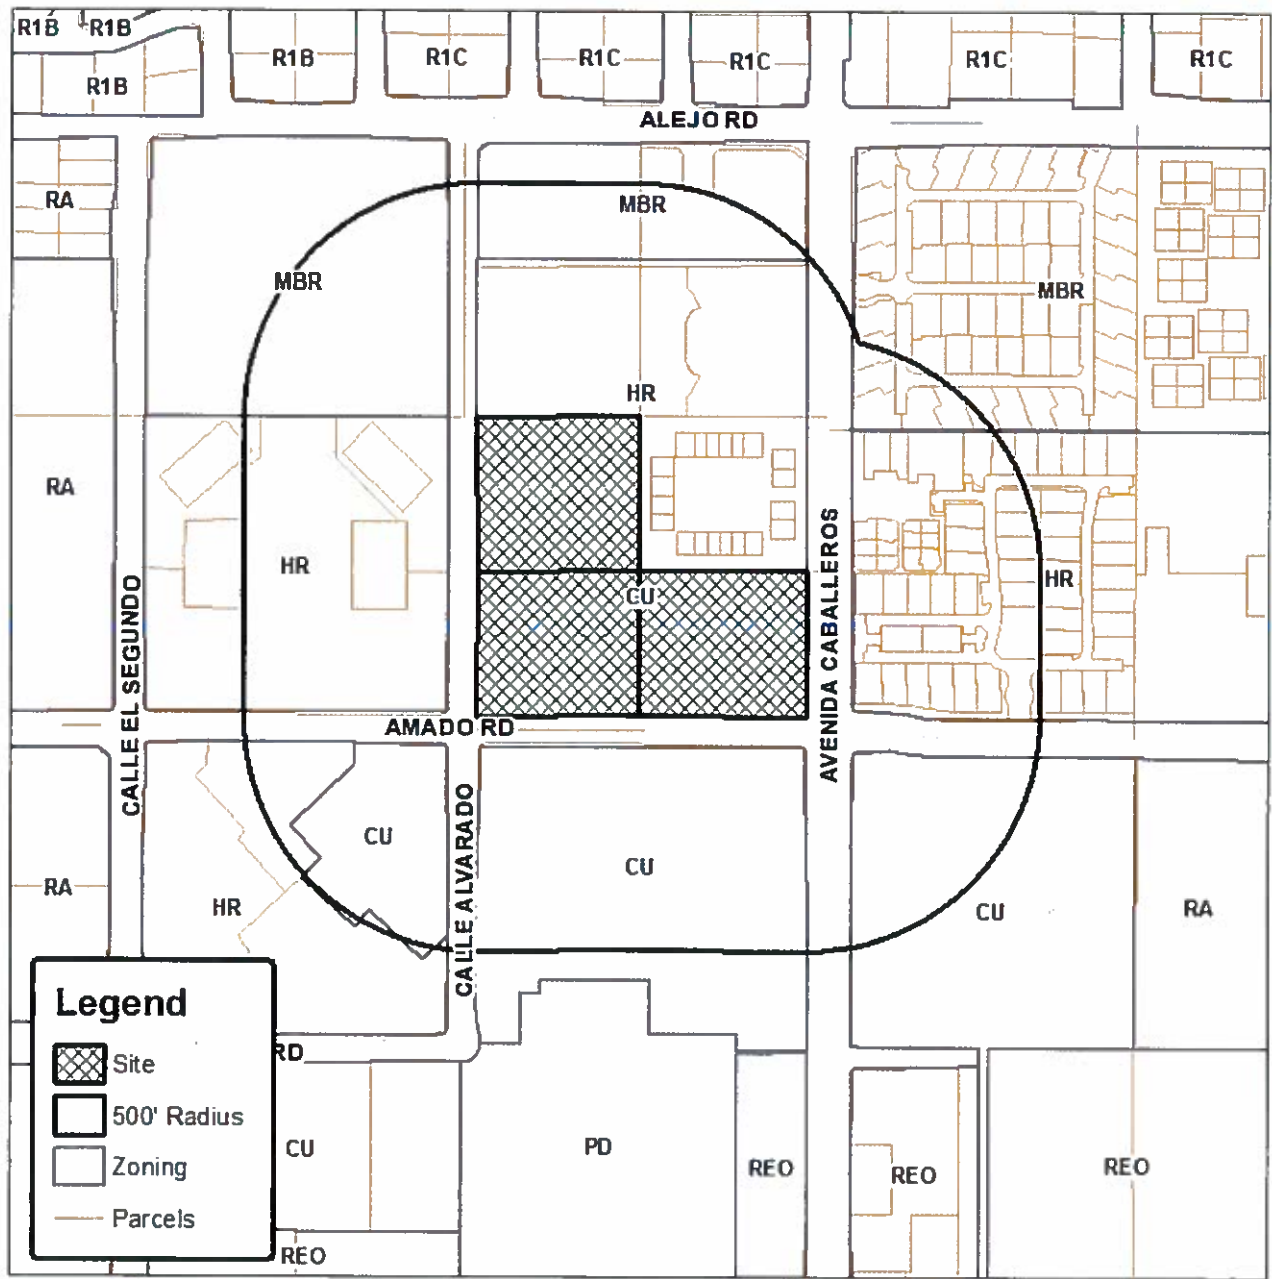 R1B
R1B
R1B
R1B
R1C
R1C
R1C
R1C
R1C
ALEJO RD
RA
MBR
MBR
MBR
HR
RA
HR
CU
HR
CALLE EL SEGUNDO
AVENIDA CABALLEROS
AMADO RD
CALLE ALVARADO
CU
CU
RA
HR
CU
RA
RD
CU
PD
REO
REO
REO
REO
Legend
Site
500' Radius
Zoning
Parcels